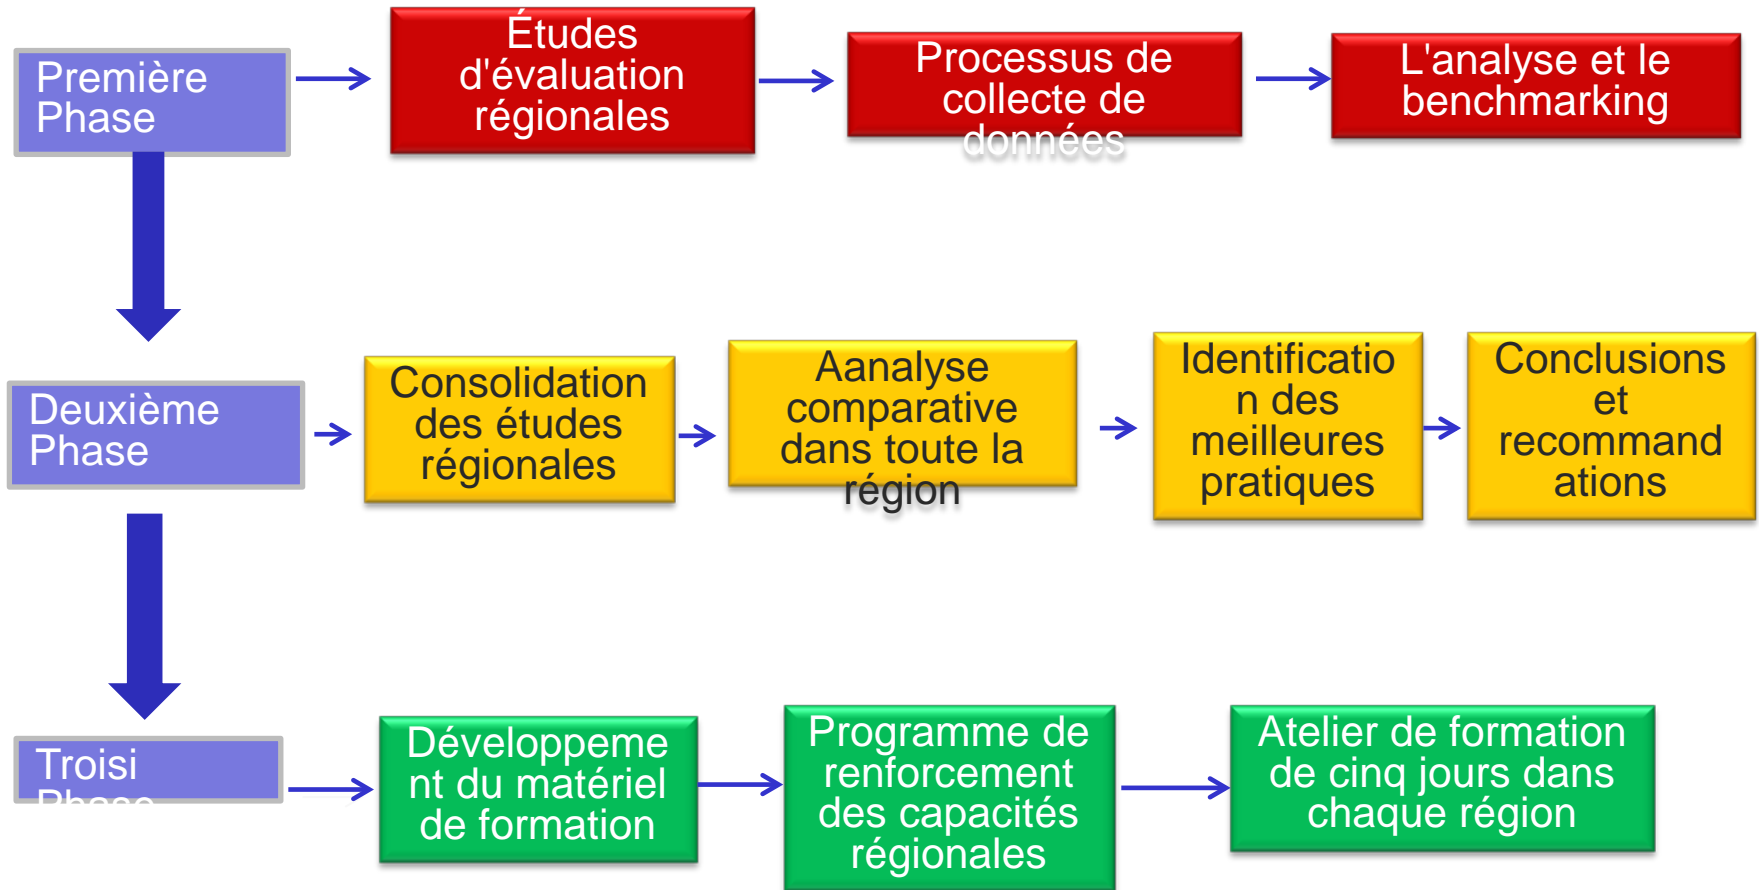 Première
Phase
Études
d'évaluation
régionales
Processus de
collecte de
données
L'analyse et le
benchmarking
Deuxième
Phase
Consolidation
des études
régionales
Aanalyse
comparative
dans toute la
région
Identificatio
n des
meilleures
pratiques
Conclusions
et
recommand
ations
Troisi
Phase
Développeme
nt du matériel
de formation
Programme de
renforcement
des capacités
régionales
Atelier de formation
de cinq jours dans
chaque région